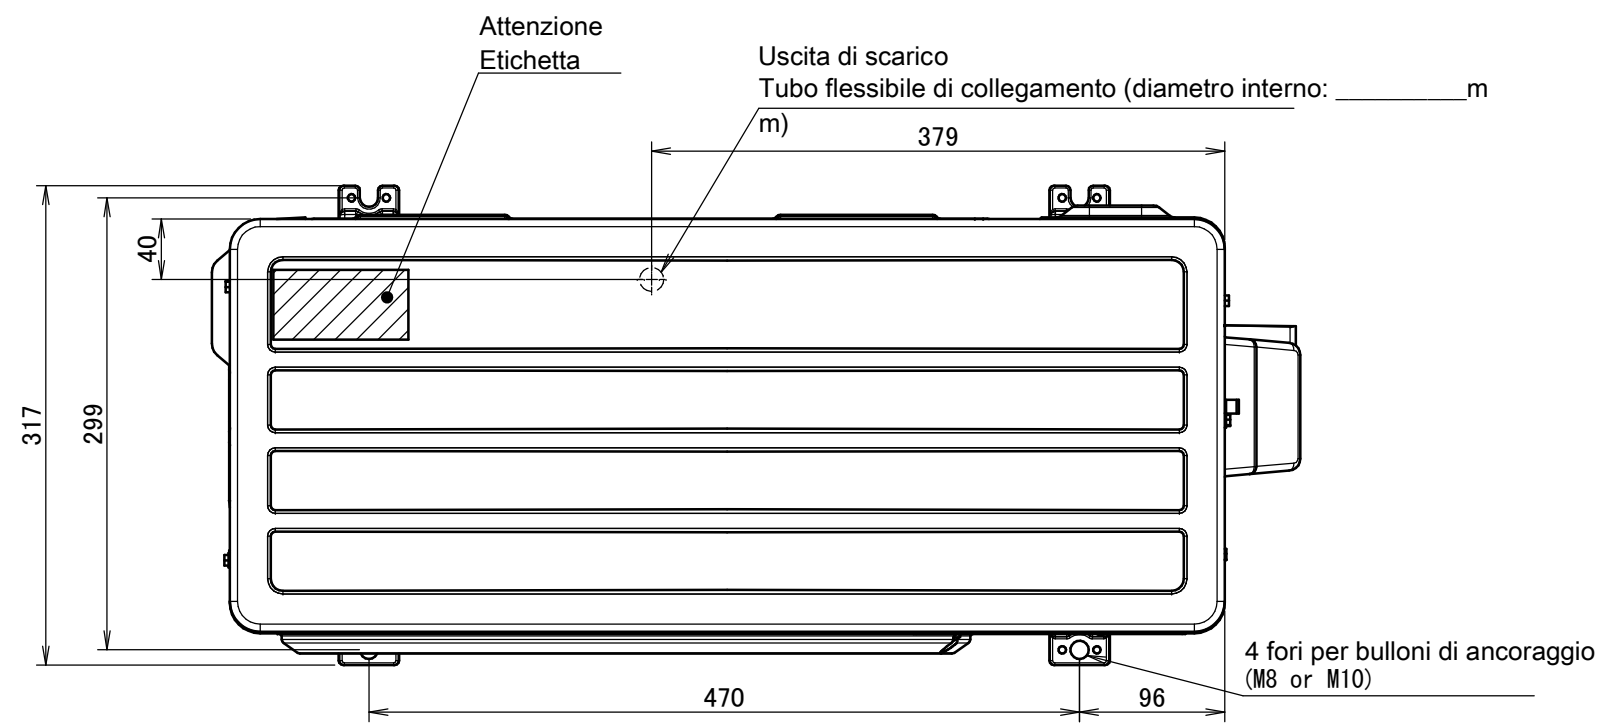 Attenzione
Etichetta
Uscita di scarico
Tubo flessibile di collegamento (diametro interno: _________m
m)
379
40
317
299
4 fori per bulloni di ancoraggio
(M8 or M10)
470
96